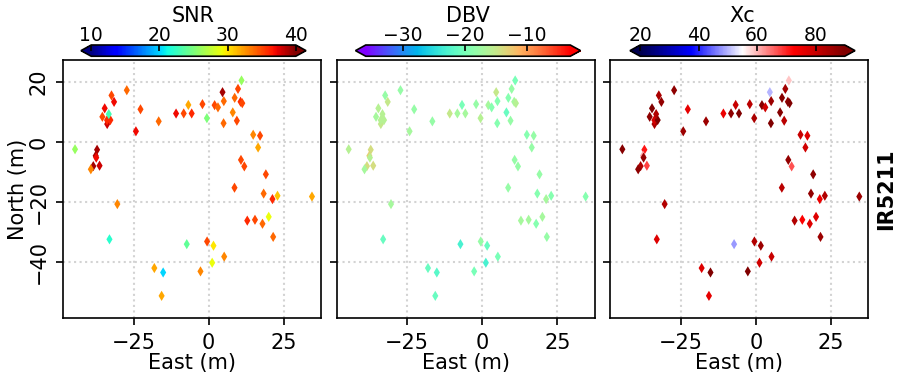 SNR DBV Xc
10 20 30 40 −30 −20 −10 20 40 60 80
20
0
−20
−40
North (m)
IR5211
−25 0 25 −25 0 25 −25 0 25
East (m) East (m) East (m)